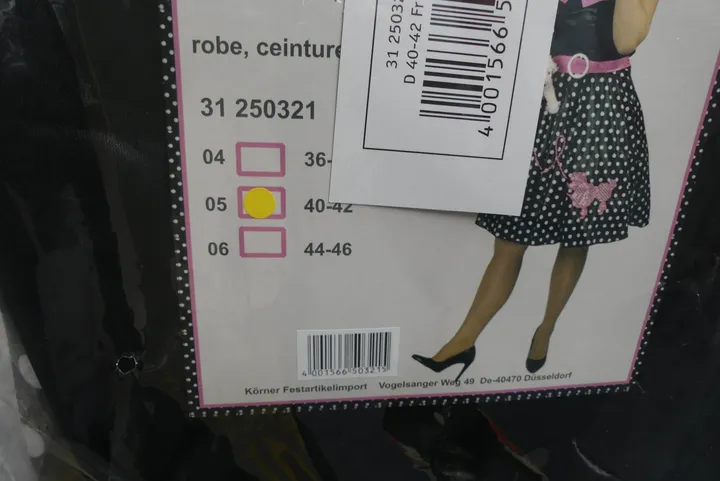 robe, ceinture
31 250321
04 36-
05 40-42
06 44-46
4 001566 503215
Körner Festartikelimport Vogelsanger Weg 49 De-40470 Düsseldorf
31 2503
D 40-42 Fr
4 001566 5